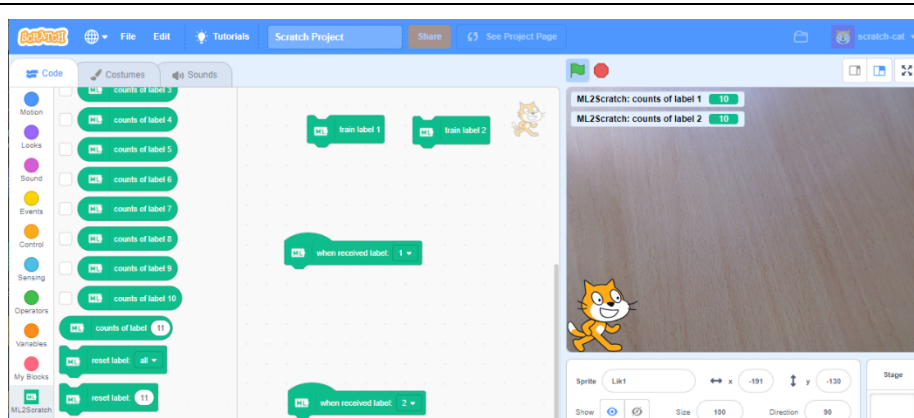 SCRATCH File Edit Tutorials Scratch Project Share See Project Page scratch-cat
Code Costumes Sounds
Motion
Looks
Sound
Events
Control
Sensing
Operators
Variables
My Blocks
ML2Scratch
counts of label 3
counts of label 4
counts of label 5
counts of label 6
counts of label 7
counts of label 8
counts of label 9
counts of label 10
counts of label 11
reset label: all
reset label: 11
train label 1
train label 2
when received label: 1
when received label: 2
ML2Scratch: counts of label 1 10
ML2Scratch: counts of label 2 10
Sprite Lik1 x -191 y -130
Show Size 100 Direction 90
Stage